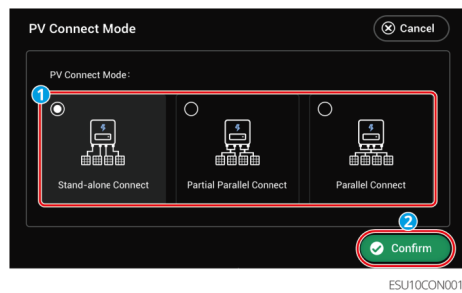 PV Connect Mode
Cancel
PV Connect Mode:
1
Stand-alone Connect
Partial Parallel Connect
Parallel Connect
2
Confirm
ESU10CON001